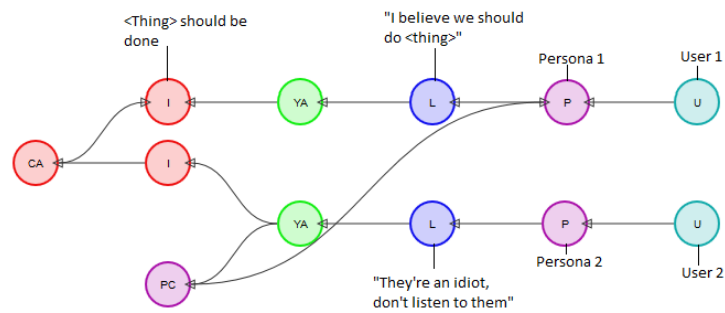 <Thing> should be
done
"I believe we should
do <thing>"
Persona 1
User 1
I
YA
L
P
U
CA
I
YA
L
P
U
PC
Persona 2
User 2
"They're an idiot,
don't listen to them"